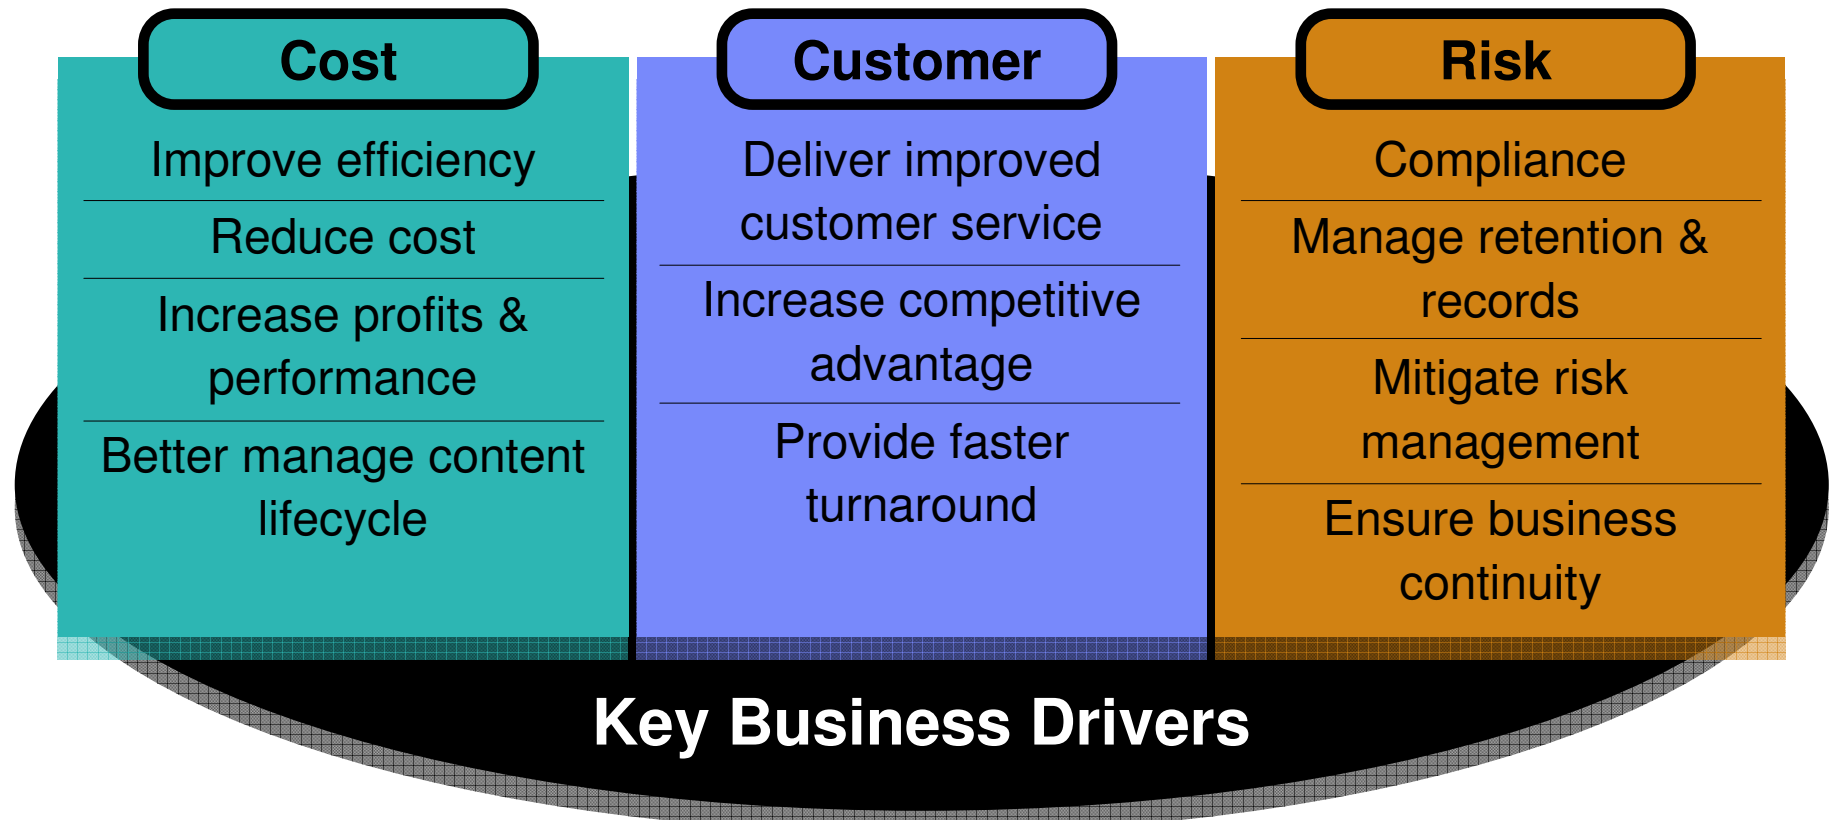 Cost
Improve efficiency
Reduce cost
Increase profits &
performance
Better manage content
lifecycle
Customer
Deliver improved
customer service
Increase competitive
advantage
Provide faster
turnaround
Risk
Compliance
Manage retention &
records
Mitigate risk
management
Ensure business
continuity
Key Business Drivers